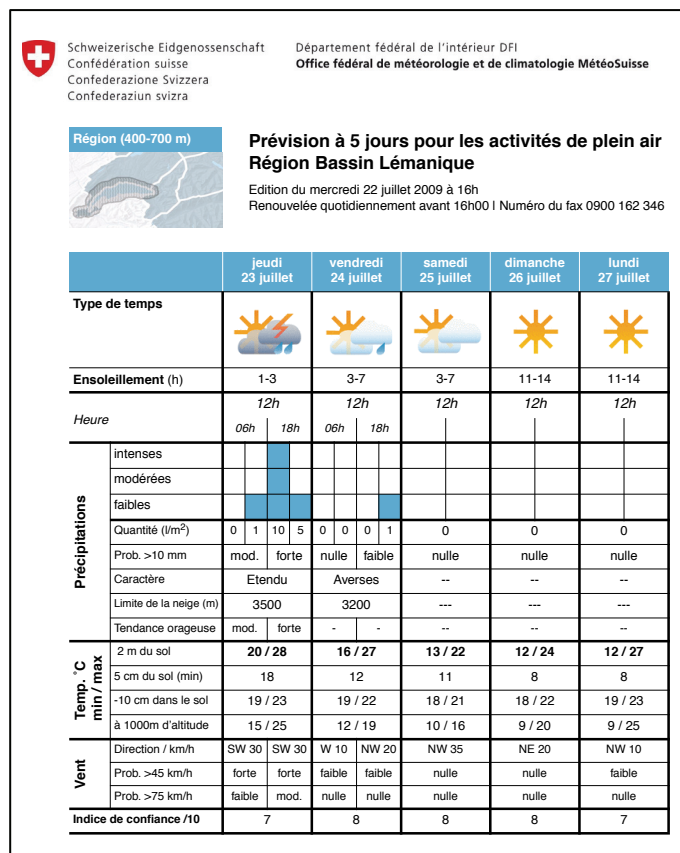 Schweizerische Eidgenossenschaft
Confédération suisse
Confederazione Svizzera
Confederaziun svizra
Département fédéral de l'intérieur DFI
Office fédéral de météorologie et de climatologie MétéoSuisse
Région (400-700 m)
Prévision à 5 jours pour les activités de plein air
Région Bassin Lémanique
Edition du mercredi 22 juillet 2009 à 16h
Renouvelée quotidiennement avant 16h00 I Numéro du fax 0900 162 346
jeudi vendredi samedi dimanche lundi
23 juillet 24 juillet 25 juillet 26 juillet 27 juillet
Type de temps
Ensoleillement (h) 1-3 3-7 3-7 11-14 11-14
Heure 12h 12h 12h 12h 12h
06h 18h 06h 18h
Précipitations
intenses
modérées
faibles
Quantité (l/m²) 0 1 10 5 0 0 0 1 0 0 0
Prob. >10 mm mod. forte nulle faible nulle nulle nulle
Caractère Etendu Averses -- -- --
Limite de la neige (m) 3500 3200 --- --- ---
Tendance orageuse mod. forte - - -- -- --
Temp. °C
min / max
2 m du sol 20 / 28 16 / 27 13 / 22 12 / 24 12 / 27
5 cm du sol (min) 18 12 11 8 8
-10 cm dans le sol 19 / 23 19 / 22 18 / 21 18 / 22 19 / 23
à 1000m d'altitude 15 / 25 12 / 19 10 / 16 9 / 20 9 / 25
Vent
Direction / km/h SW 30 SW 30 W 10 NW 20 NW 35 NE 20 NW 10
Prob. >45 km/h forte forte faible faible nulle nulle faible
Prob. >75 km/h faible mod. nulle nulle nulle nulle nulle
Indice de confiance /10 7 8 8 8 7